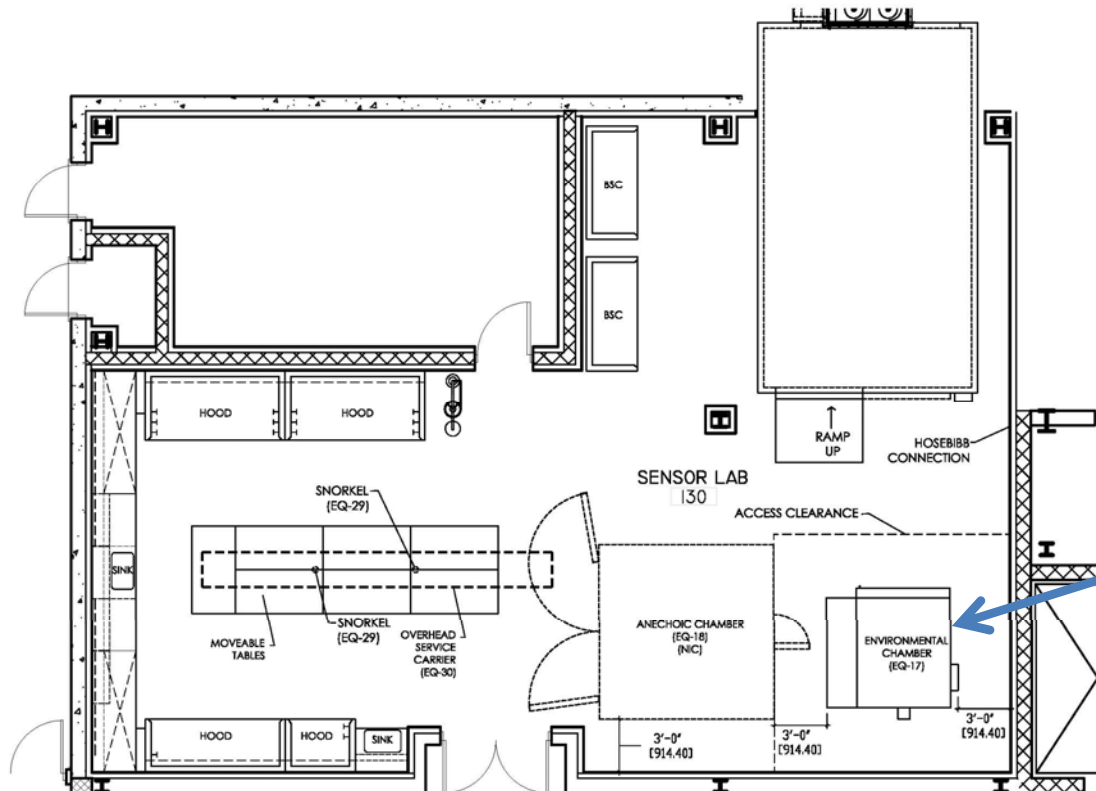 BSC
BSC
HOOD
HOOD
RAMP
UP
HOSEBIBB
CONNECTION
SENSOR LAB
130
SNORKEL
(EQ-29)
ACCESS CLEARANCE
SINK
MOVEABLE
TABLES
SNORKEL
(EQ-29)
OVERHEAD
SERVICE
CARRIER
(EQ-30)
ANECHOIC CHAMBER
(EQ-18)
(NIC)
ENVIRONMENTAL
CHAMBER
(EQ-17)
HOOD
HOOD
SINK
3'-0"
[914.40]
3'-0"
[914.40]
3'-0"
[914.40]